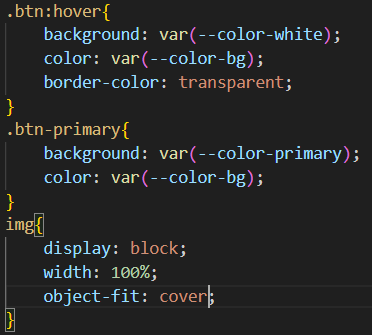 .btn:hover{
    background: var(--color-white);
    color: var(--color-bg);
    border-color: transparent;
}
.btn-primary{
    background: var(--color-primary);
    color: var(--color-bg);
}
img{
    display: block;
    width: 100%;
    object-fit: cover;
}